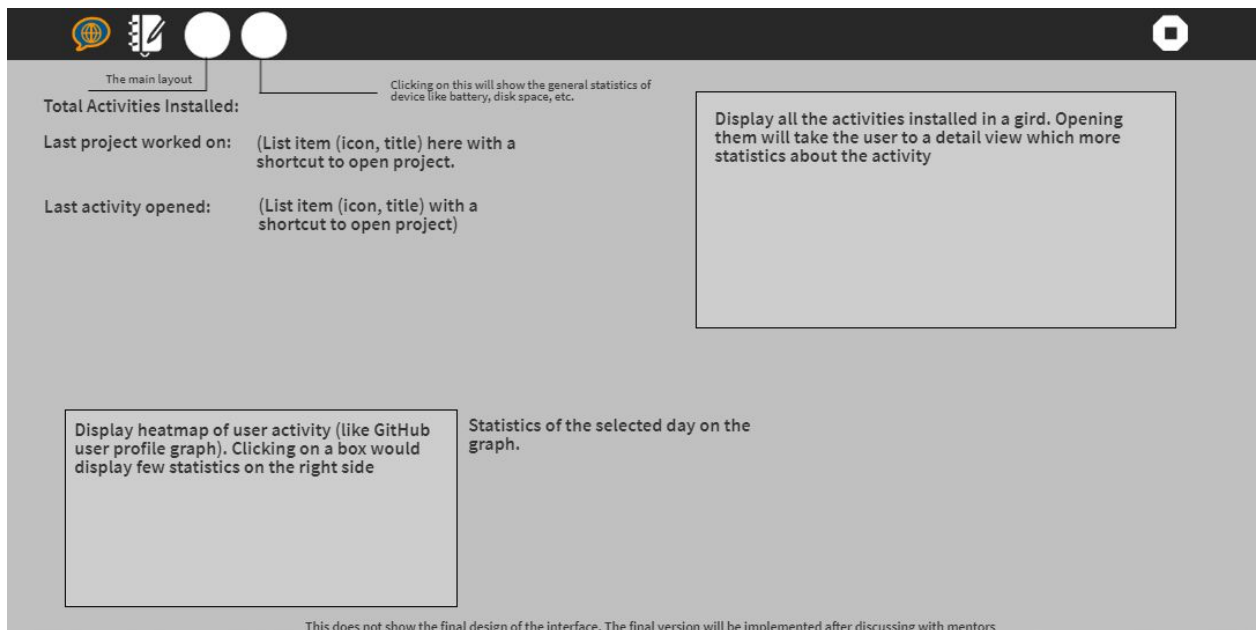 The main layout
Clicking on this will show the general statistics of
device like battery, disk space, etc.
Total Activities Installed:
Last project worked on:
(List item (icon, title) here with a
shortcut to open project.
Last activity opened:
(List item (icon, title) with a
shortcut to open project)
Display all the activities installed in a gird. Opening
them will take the user to a detail view which more
statistics about the activity
Display heatmap of user activity (like GitHub
user profile graph). Clicking on a box would
display few statistics on the right side
Statistics of the selected day on the
graph.
This does not show the final design of the interface. The final version will be implemented after discussing with mentors